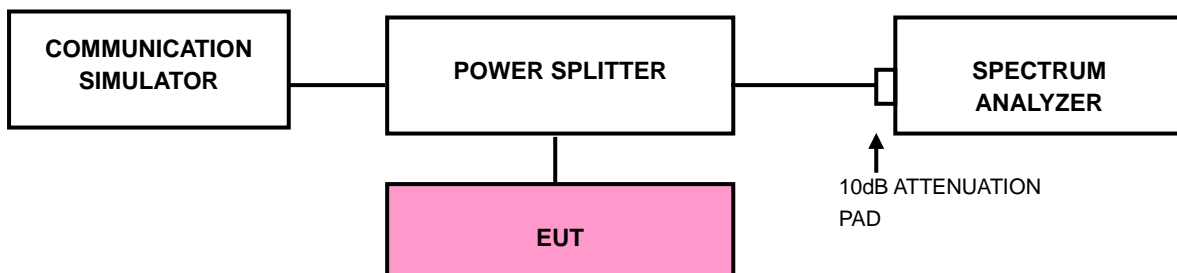 COMMUNICATION
SIMULATOR
POWER SPLITTER
SPECTRUM
ANALYZER
10dB ATTENUATION
PAD
EUT